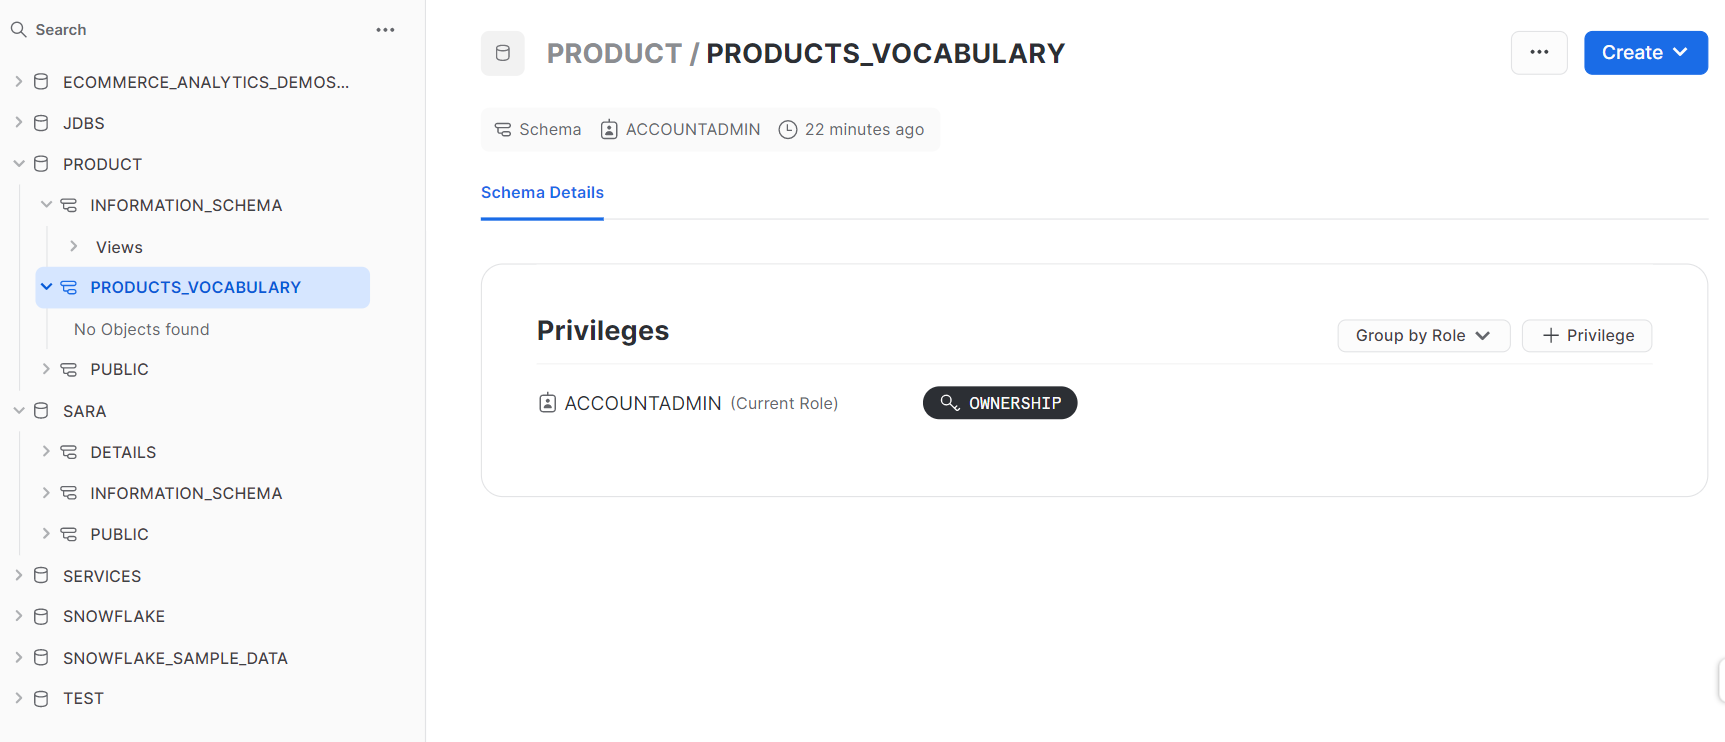 Search
ECOMMERCE_ANALYTICS_DEMOS...
JDBS
PRODUCT
INFORMATION_SCHEMA
Views
PRODUCTS_VOCABULARY
No Objects found
PUBLIC
SARA
DETAILS
INFORMATION_SCHEMA
PUBLIC
SERVICES
SNOWFLAKE
SNOWFLAKE_SAMPLE_DATA
TEST
PRODUCT / PRODUCTS_VOCABULARY
Create
Schema ACCOUNTADMIN 22 minutes ago
Schema Details
Privileges
Group by Role + Privilege
ACCOUNTADMIN (Current Role) OWNERSHIP